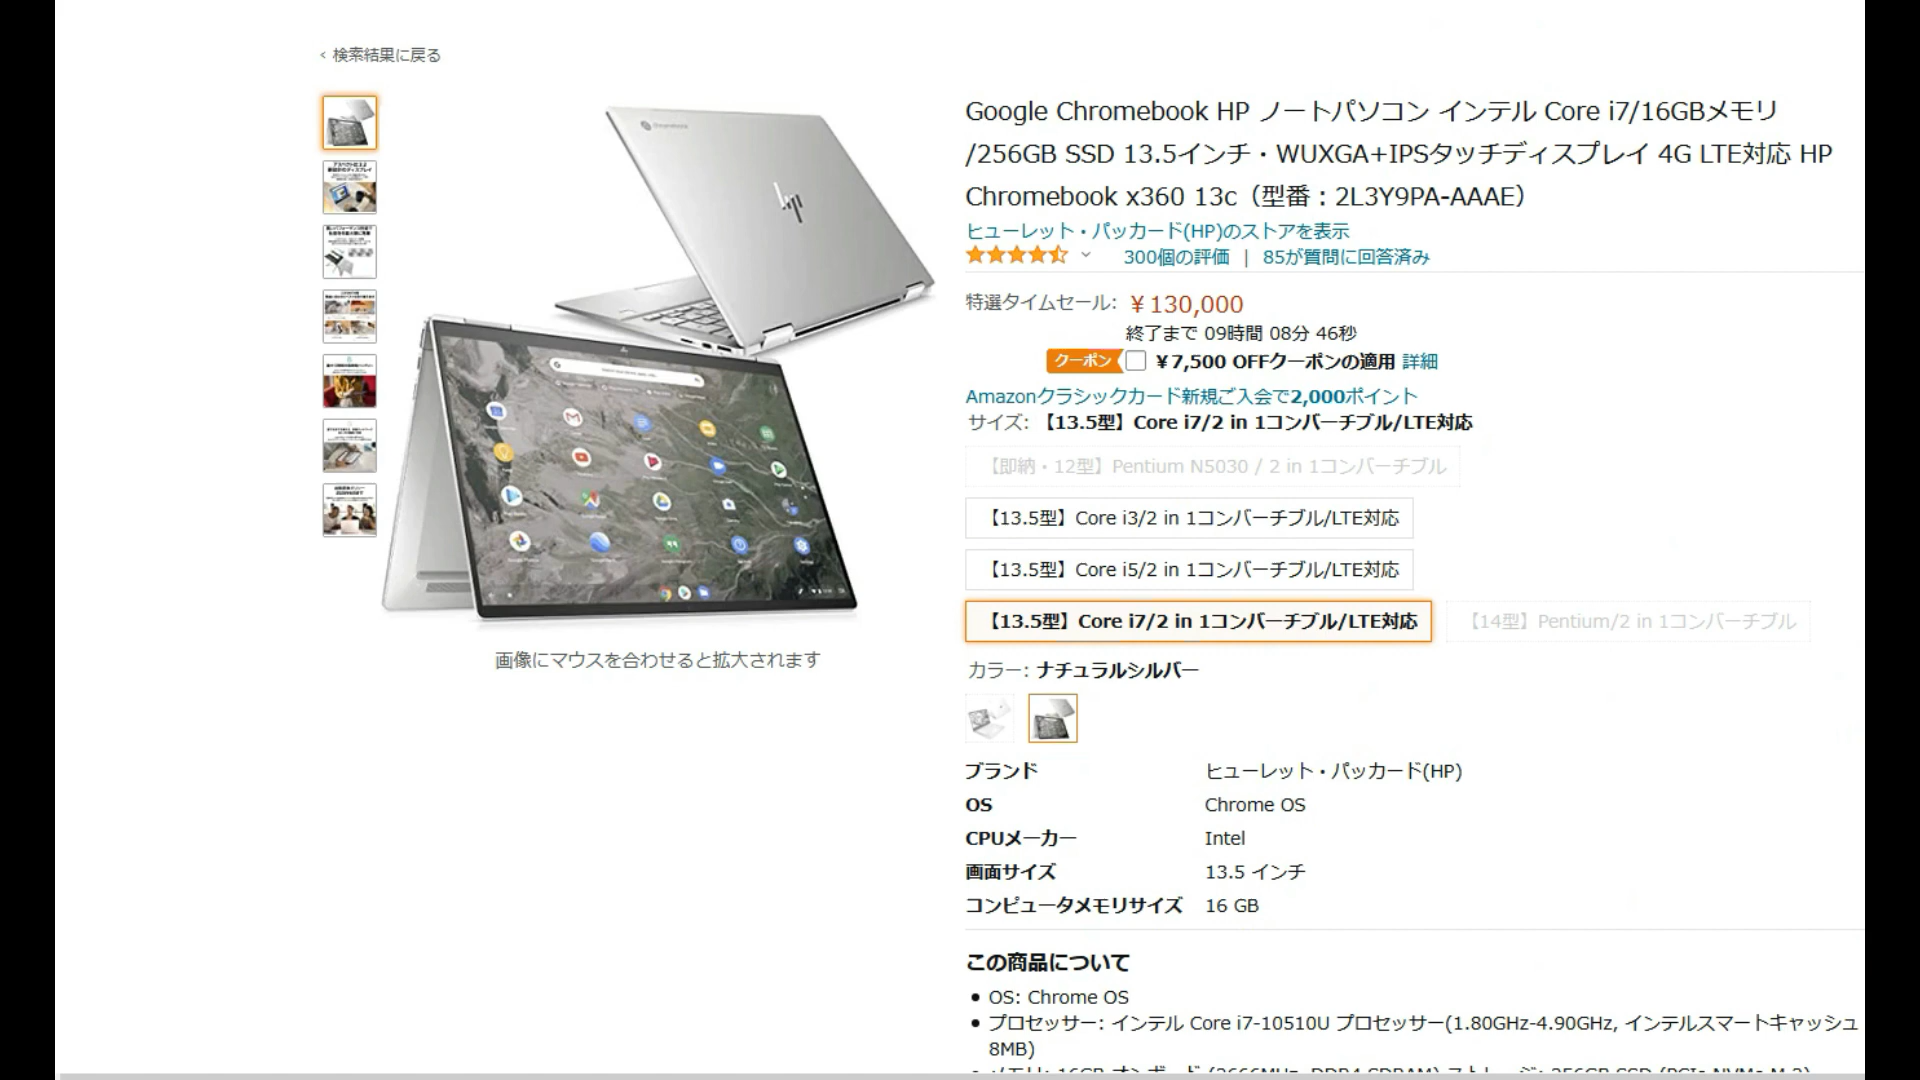 ‹ 検索結果に戻る
Google Chromebook HP ノートパソコン インテル Core i7/16GBメモリ
/256GB SSD 13.5インチ・WUXGA+IPSタッチディスプレイ 4G LTE対応 HP
Chromebook x360 13c（型番：2L3Y9PA-AAAE）
ヒューレット・パッカード(HP)のストアを表示
300個の評価 | 85が質問に回答済み
特選タイムセール: ￥130,000
終了まで 09時間 08分 46秒
クーポン ￥7,500 OFFクーポンの適用 詳細
Amazonクラシックカード新規ご入会で2,000ポイント
サイズ: 【13.5型】Core i7/2 in 1コンバーチブル/LTE対応
【即納・12型】Pentium N5030 / 2 in 1コンバーチブル
【13.5型】Core i3/2 in 1コンバーチブル/LTE対応
【13.5型】Core i5/2 in 1コンバーチブル/LTE対応
【13.5型】Core i7/2 in 1コンバーチブル/LTE対応 【14型】Pentium/2 in 1コンバーチブル
画像にマウスを合わせると拡大されます
カラー: ナチュラルシルバー
ブランド ヒューレット・パッカード(HP)
OS Chrome OS
CPUメーカー Intel
画面サイズ 13.5 インチ
コンピュータメモリサイズ 16 GB
この商品について
• OS: Chrome OS
• プロセッサー: インテル Core i7-10510U プロセッサー(1.80GHz-4.90GHz, インテルスマートキャッシュ
8MB)